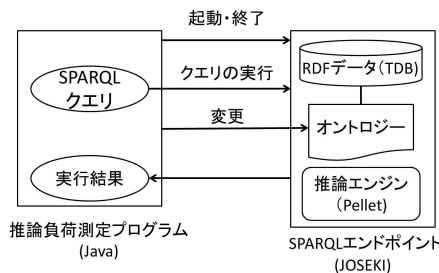 起動・終了
SPARQL
クエリ
クエリの実行
変更
実行結果
RDFデータ(TDB)
オントロジー
推論エンジン
(Pellet)
推論負荷測定プログラム
(Java)
SPARQLエンドポイント
(JOSEKI)